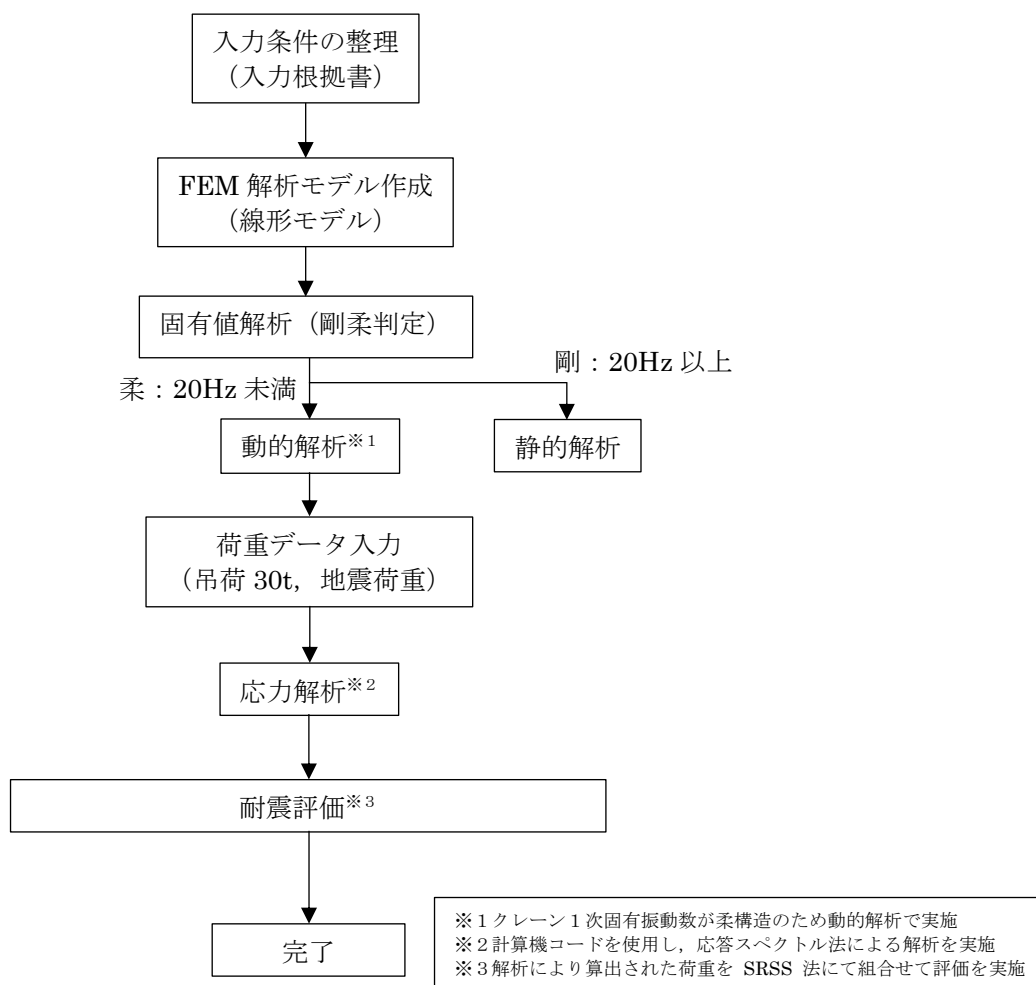 入力条件の整理
（入力根拠書）
FEM 解析モデル作成
（線形モデル）
固有値解析（剛柔判定）
剛：20Hz 以上
柔：20Hz 未満
動的解析※1
静的解析
荷重データ入力
（吊荷 30t，地震荷重）
応力解析※２
耐震評価※３
完了
※１クレーン１次固有振動数が柔構造のため動的解析で実施
※２計算機コードを使用し，応答スペクトル法による解析を実施
※３解析により算出された荷重を SRSS 法にて組合せて評価を実施